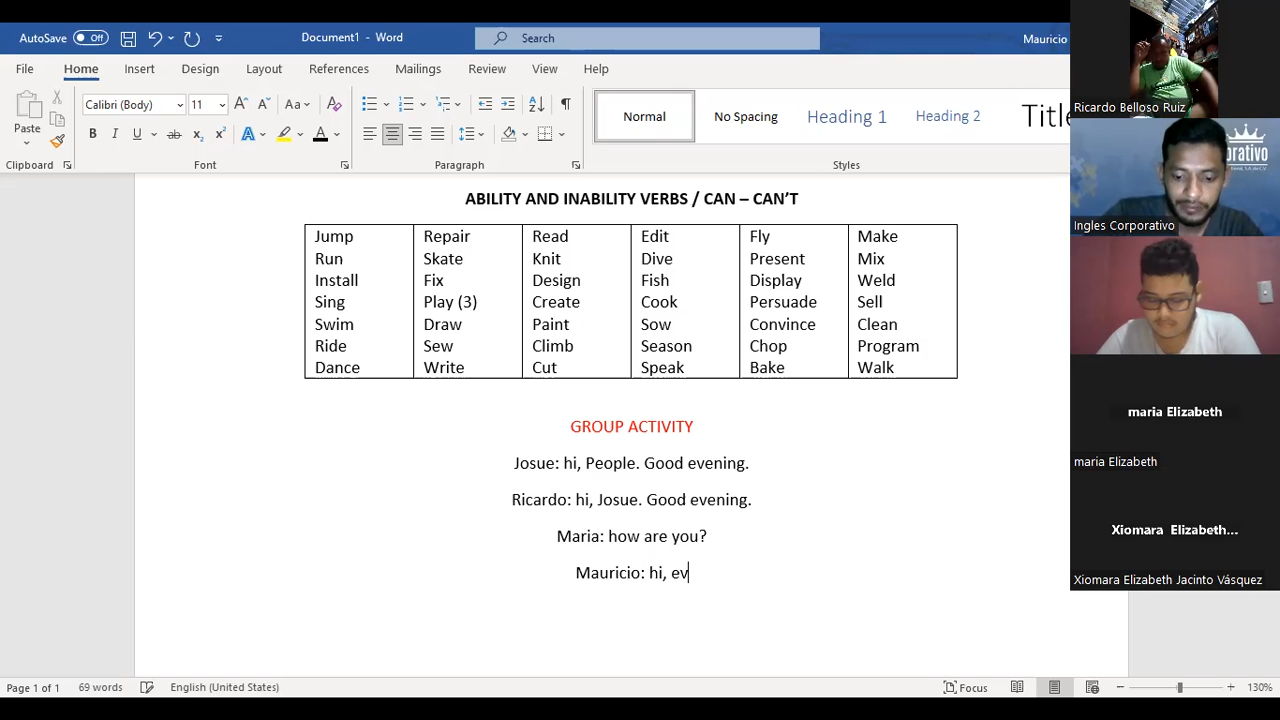 AutoSave Off
Document1 - Word
Search
Mauricio
File Home Insert Design Layout References Mailings Review View Help
Paste
Calibri (Body) 11
Normal
No Spacing
Heading 1
Heading 2
Title
Clipboard
Font
Paragraph
Styles
ABILITY AND INABILITY VERBS / CAN – CAN'T
Jump Repair Read Edit Fly Make
Run Skate Knit Dive Present Mix
Install Fix Design Fish Display Weld
Sing Play (3) Create Cook Persuade Sell
Swim Draw Paint Sow Convince Clean
Ride Sew Climb Season Chop Program
Dance Write Cut Speak Bake Walk
GROUP ACTIVITY
Josue: hi, People. Good evening.
Ricardo: hi, Josue. Good evening.
Maria: how are you?
Mauricio: hi, ev
Page 1 of 1
69 words
English (United States)
Focus
130%
Ricardo Belloso Ruiz
orativo
Ingles Corporativo
maria Elizabeth
maria Elizabeth
Xiomara Elizabeth...
Xiomara Elizabeth Jacinto Vásquez